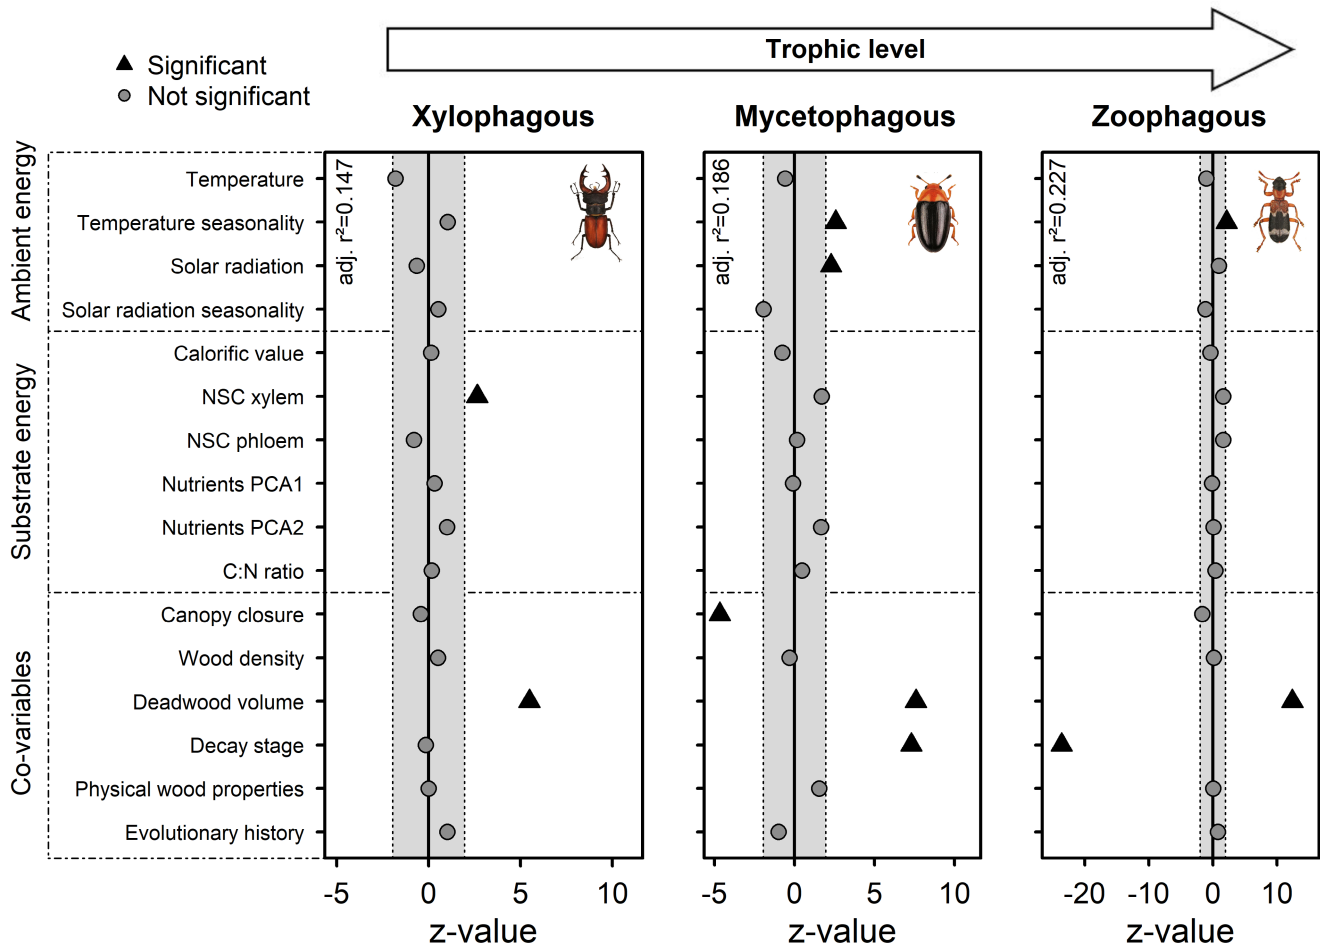 Trophic level
Significant
Not significant
Xylophagous
Mycetophagous
Zoophagous
Ambient energy
Temperature
Temperature seasonality
Solar radiation
Solar radiation seasonality
Substrate energy
Calorific value
NSC xylem
NSC phloem
Nutrients PCA1
Nutrients PCA2
C:N ratio
Co-variables
Canopy closure
Wood density
Deadwood volume
Decay stage
Physical wood properties
Evolutionary history
adj. r²=0.147
adj. r²=0.186
adj. r²=0.227
-5 0 5 10
-5 0 5 10
-20 -10 0 10
z-value
z-value
z-value